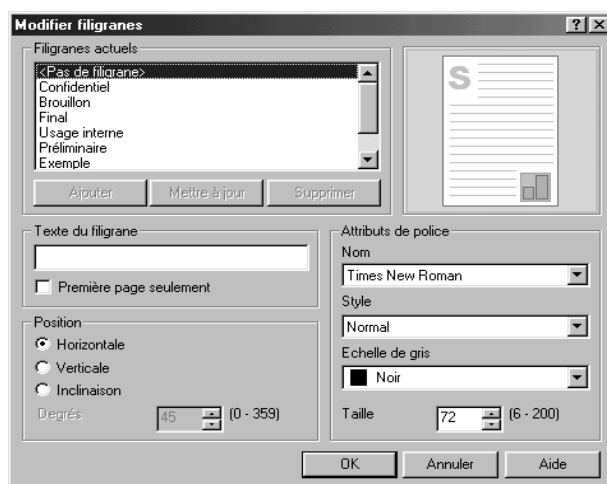 Modifier filigranes
Filigranes actuels
<Pas de filigrane>
Confidentiel
Brouillon
Final
Usage interne
Préliminaire
Exemple
Ajouter Mettre à jour Supprimer
S
Texte du filigrane
Première page seulement
Position
Horizontale
Verticale
Inclinaison
Degrés 45 (0 - 359)
Attributs de police
Nom
Times New Roman
Style
Normal
Echelle de gris
Noir
Taille 72 (6 - 200)
OK Annuler Aide